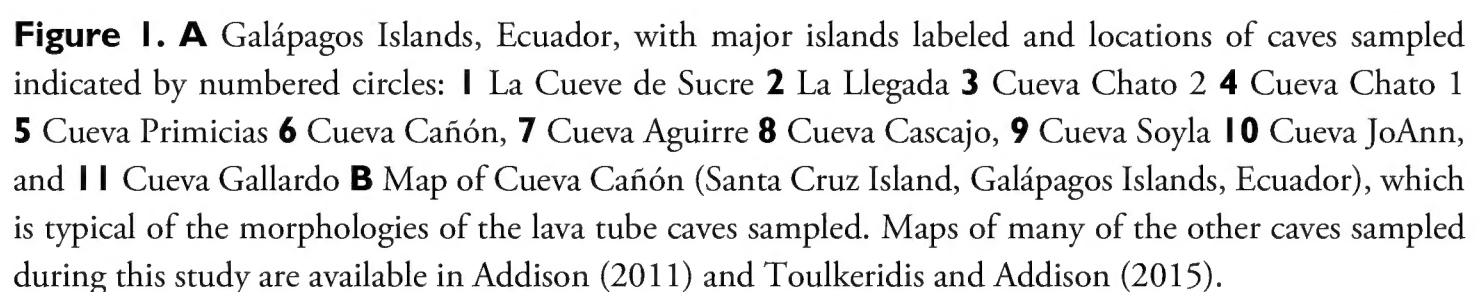 Figure 1. A Galápagos Islands, Ecuador, with major islands labeled and locations of caves sampled
indicated by numbered circles: 1 La Cueve de Sucre 2 La Llegada 3 Cueva Chato 2 4 Cueva Chato 1
5 Cueva Primicias 6 Cueva Cañón, 7 Cueva Aguirre 8 Cueva Cascajo, 9 Cueva Soyla 10 Cueva JoAnn,
and 11 Cueva Gallardo B Map of Cueva Cañón (Santa Cruz Island, Galápagos Islands, Ecuador), which
is typical of the morphologies of the lava tube caves sampled. Maps of many of the other caves sampled
during this study are available in Addison (2011) and Toulkeridis and Addison (2015).